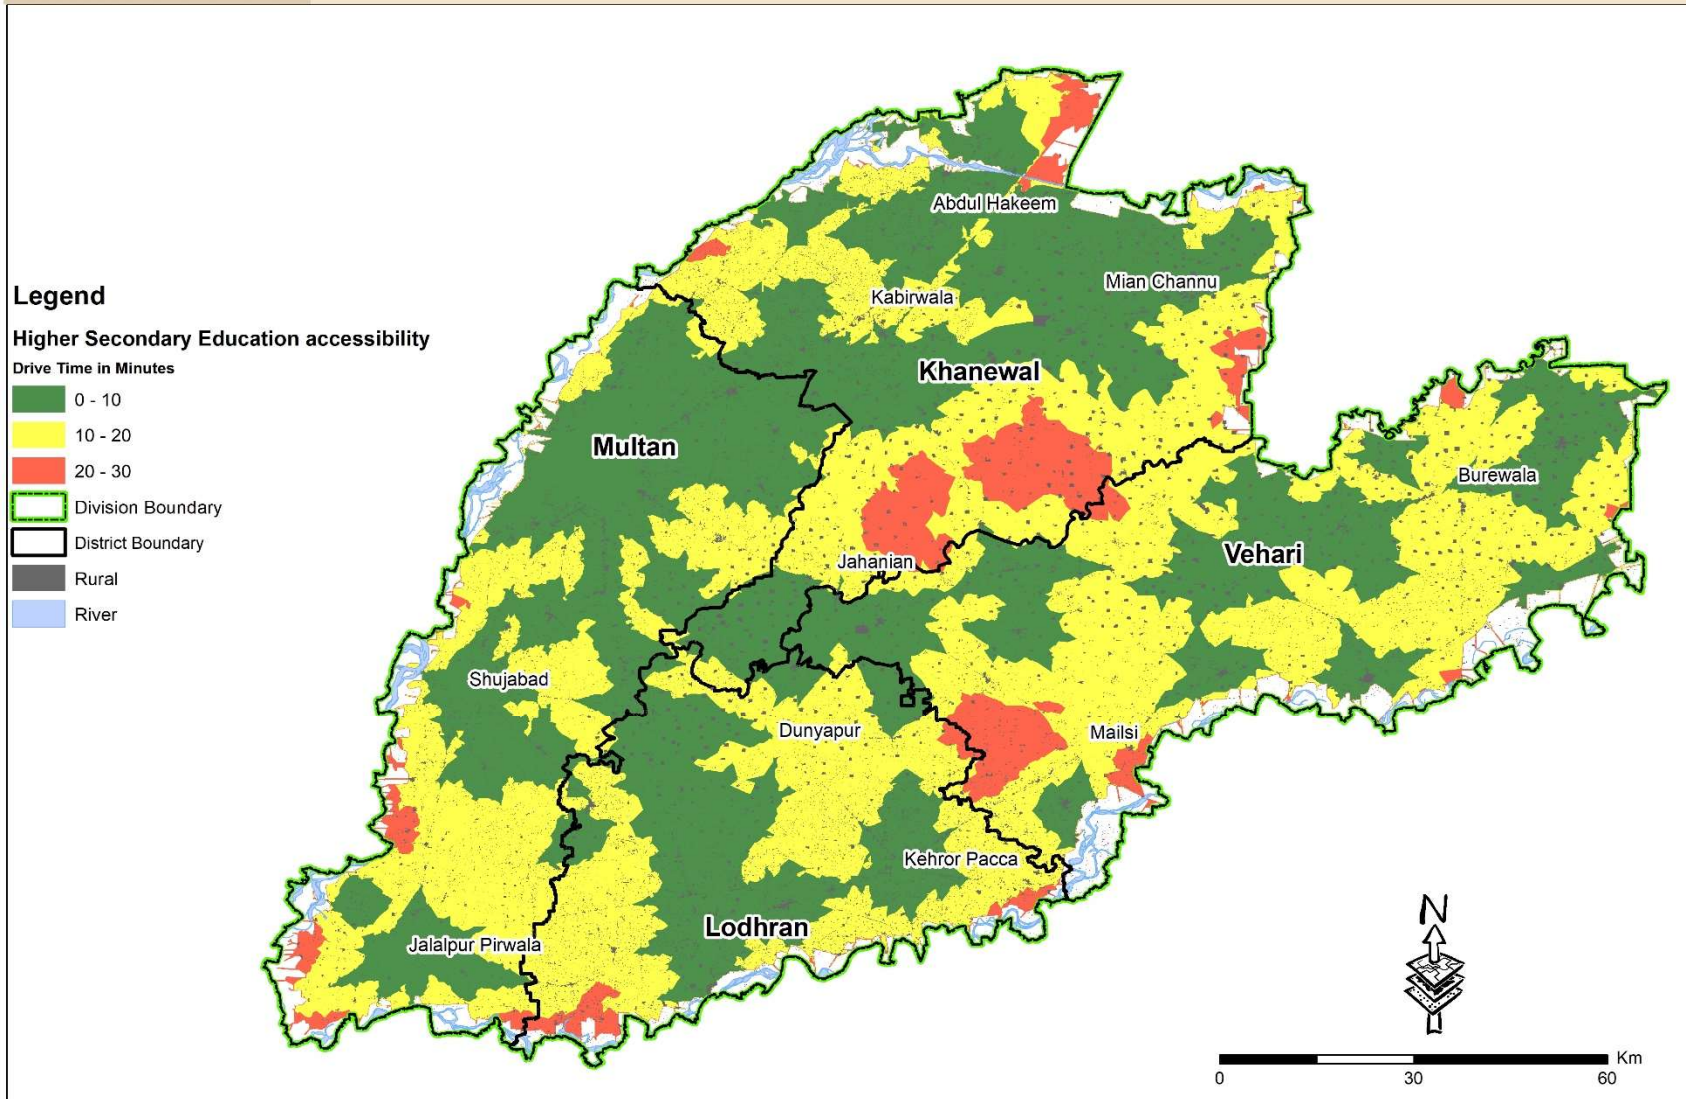 Legend
Higher Secondary Education accessibility
Drive Time in Minutes
0 - 10
10 - 20
20 - 30
Division Boundary
District Boundary
Rural
River
Abdul Hakeem
Mian Channu
Kabirwala
Khanewal
Multan
Burewala
Vehari
Jahanian
Shujabad
Dunyapur
Mailsi
Kehror Pacca
Lodhran
Jalalpur Pirwala
N
Km
0 30 60